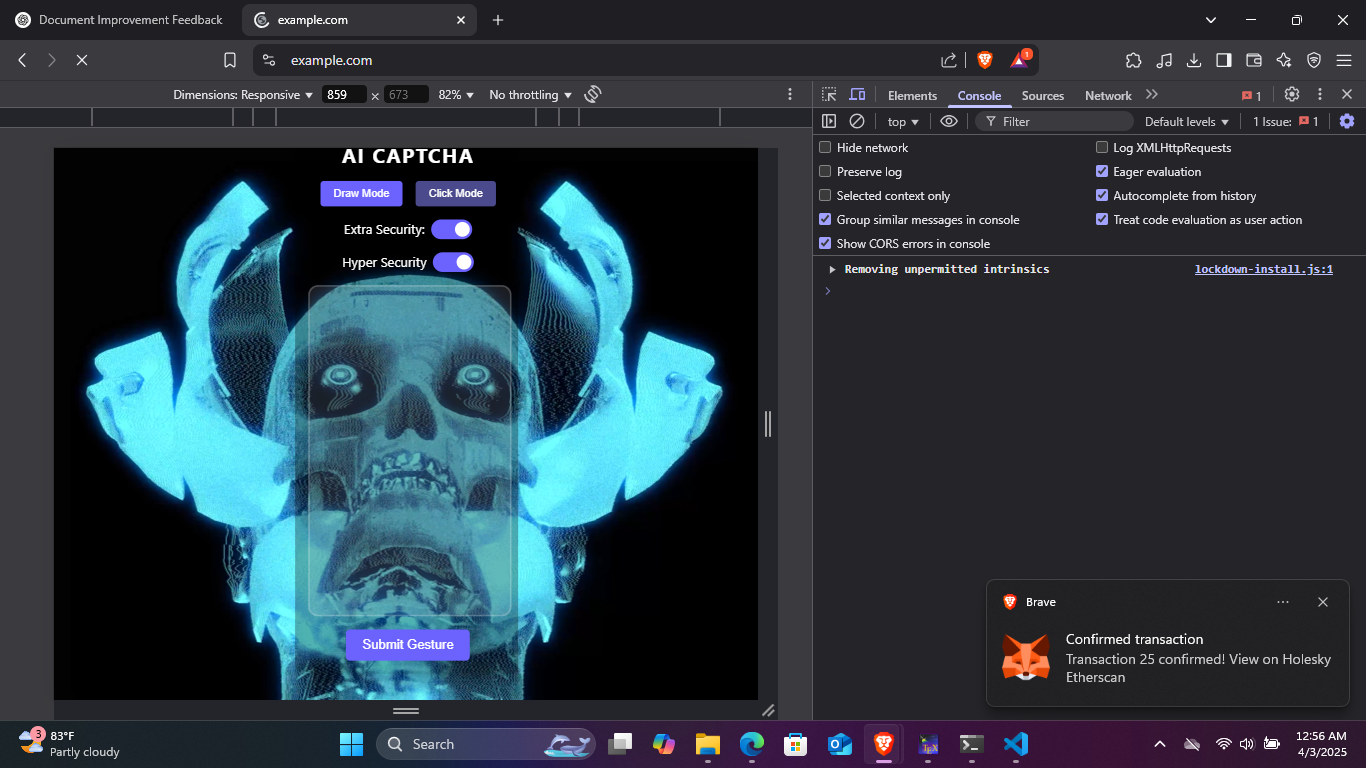 Document Improvement Feedback
example.com
example.com
1
Dimensions: Responsive
859 × 673
82%
No throttling
Elements
Console
Sources
Network
1
top
Filter
Default levels
1 Issue: 1
Hide network
Log XMLHttpRequests
Preserve log
Eager evaluation
Selected context only
Autocomplete from history
Group similar messages in console
Treat code evaluation as user action
Show CORS errors in console
Removing unpermitted intrinsics
lockdown-install.js:1
AI CAPTCHA
Draw Mode
Click Mode
Extra Security:
Hyper Security
Submit Gesture
Brave
Confirmed transaction
Transaction 25 confirmed! View on Holesky
Etherscan
3
83°F
Partly cloudy
Search
12:56 AM
4/3/2025